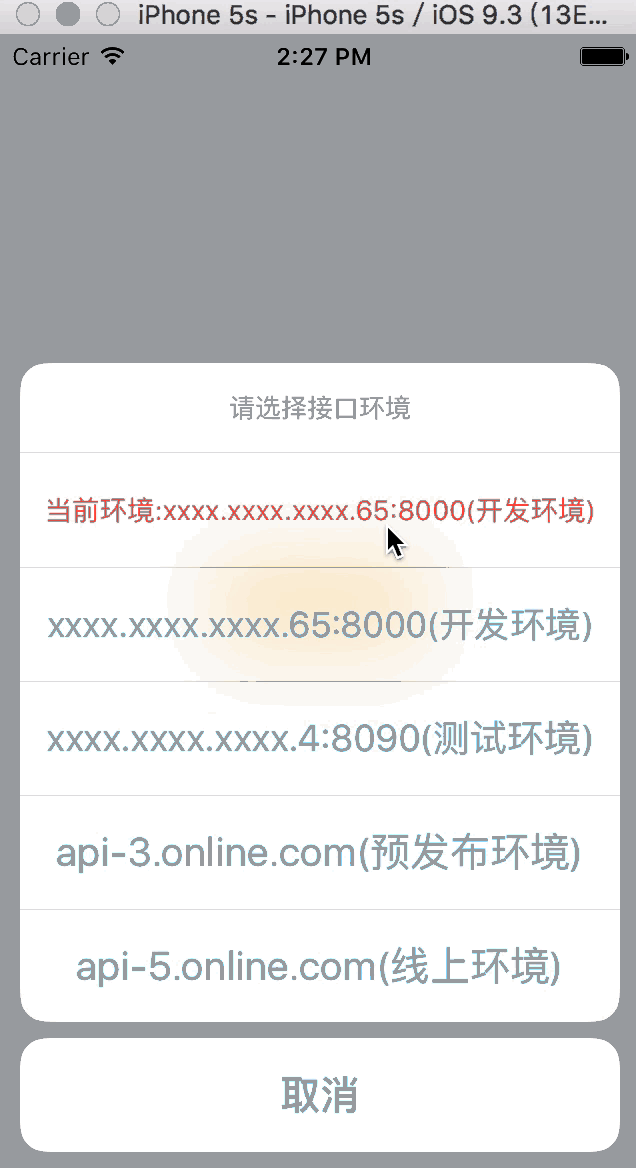 iPhone 5s - iPhone 5s / iOS 9.3 (13E...
Carrier 2:27 PM
请选择接口环境
当前环境:xxxx.xxxx.xxxx.65:8000(开发环境)
xxxx.xxxx.xxxx.65:8000(开发环境)
xxxx.xxxx.xxxx.4:8090(测试环境)
api-3.online.com(预发布环境)
api-5.online.com(线上环境)
取消